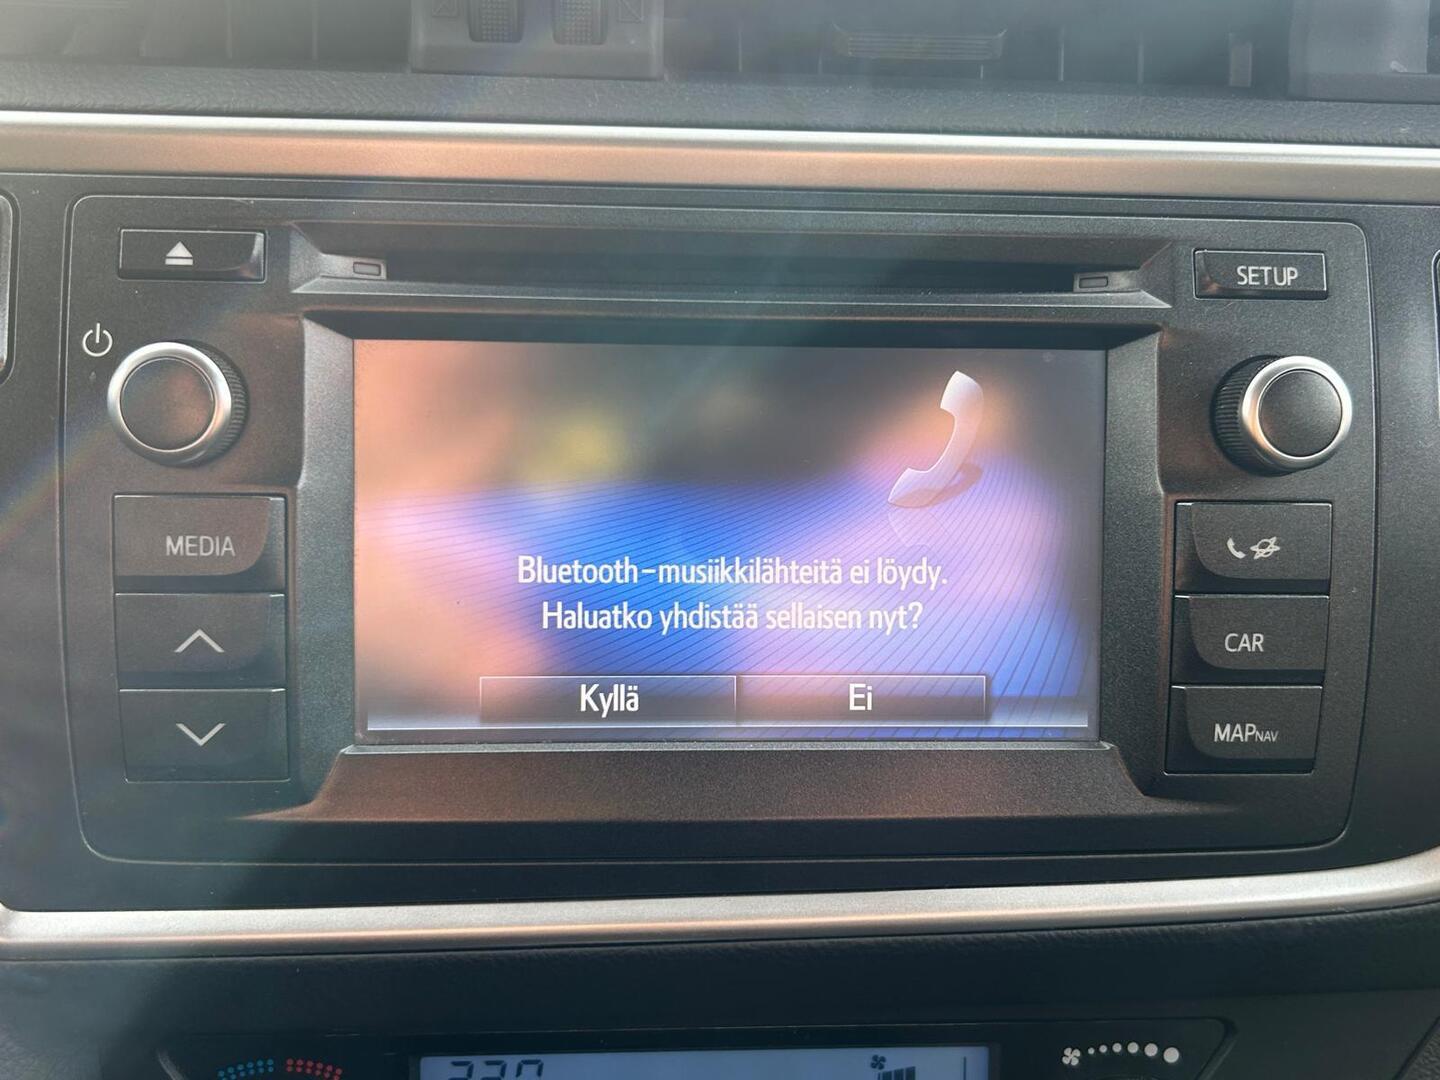 SETUP
MEDIA
Bluetooth-musiikkilähteitä ei löydy.
Haluatko yhdistää sellaisen nyt?
Kyllä
Ei
CAR
MAPNAV